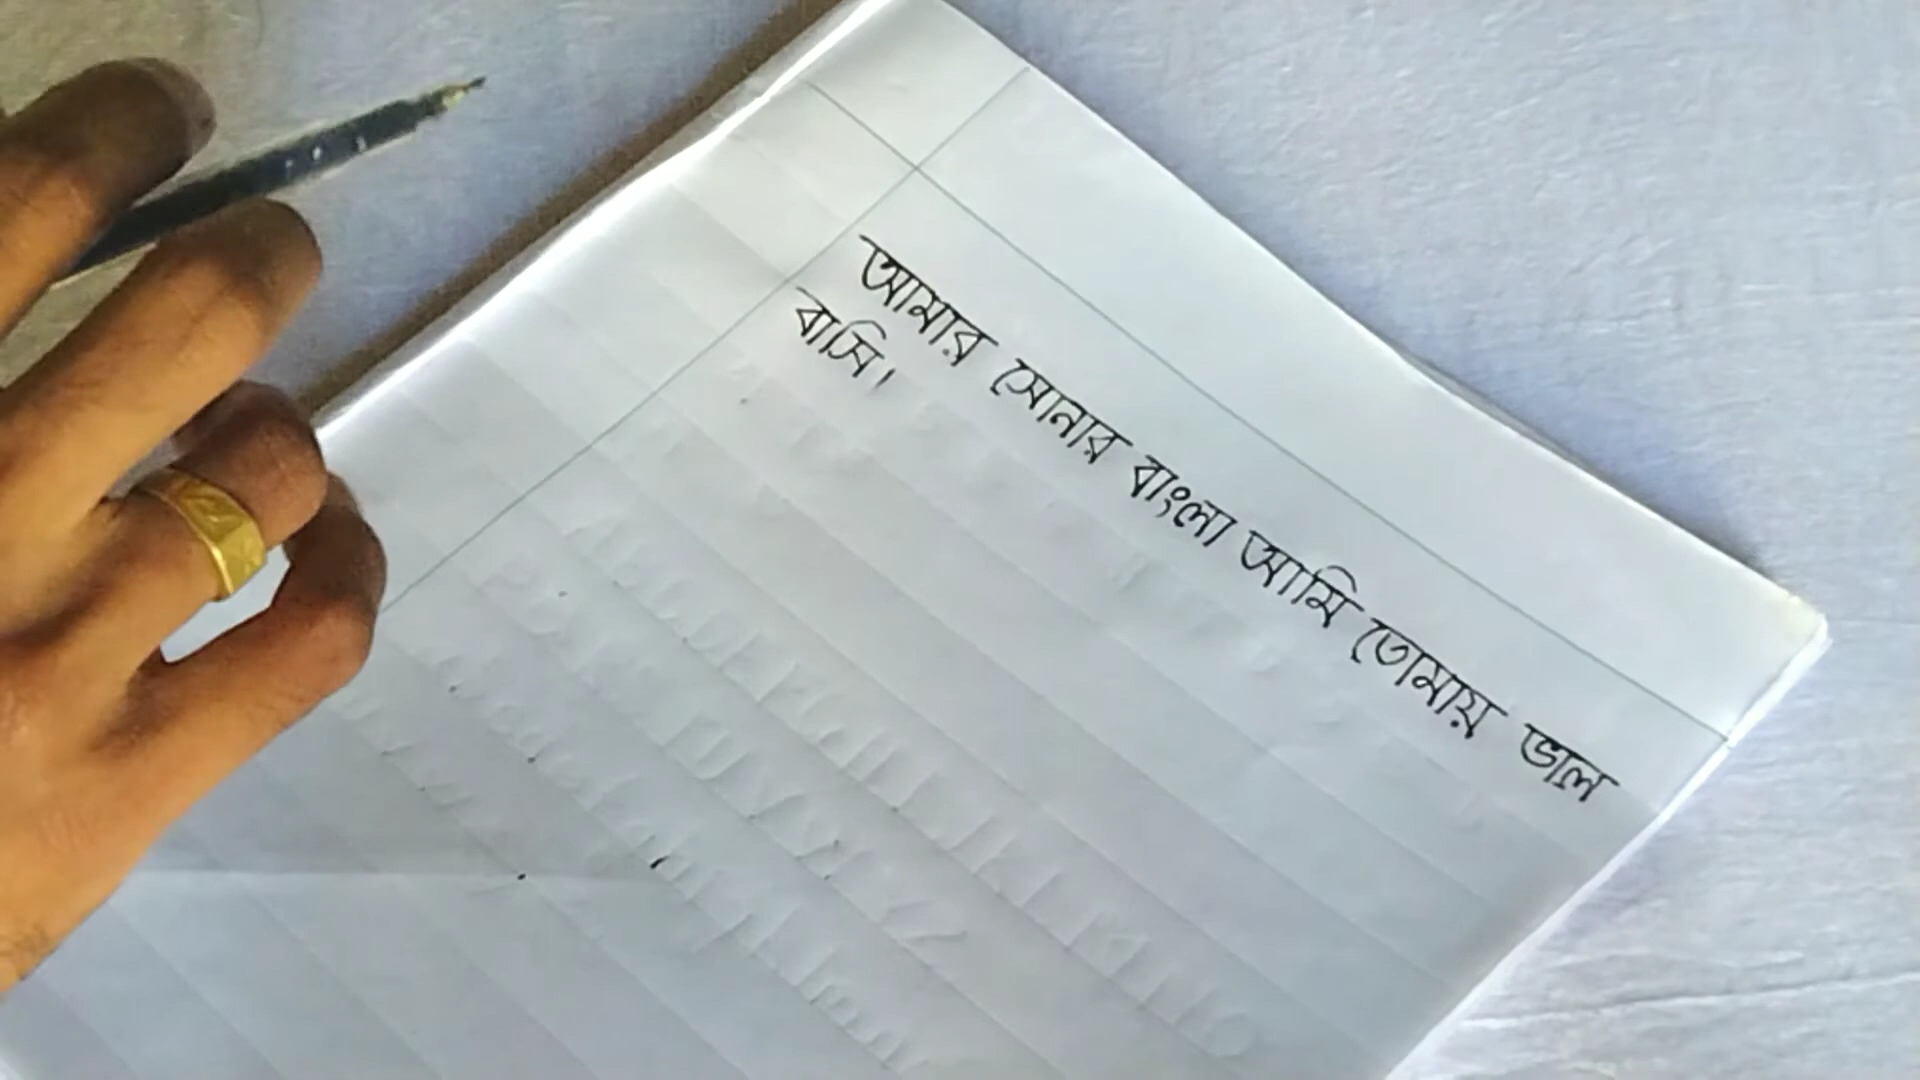 আমার সোনার বাংলা আমি তোমায় ভাল
বাসি।